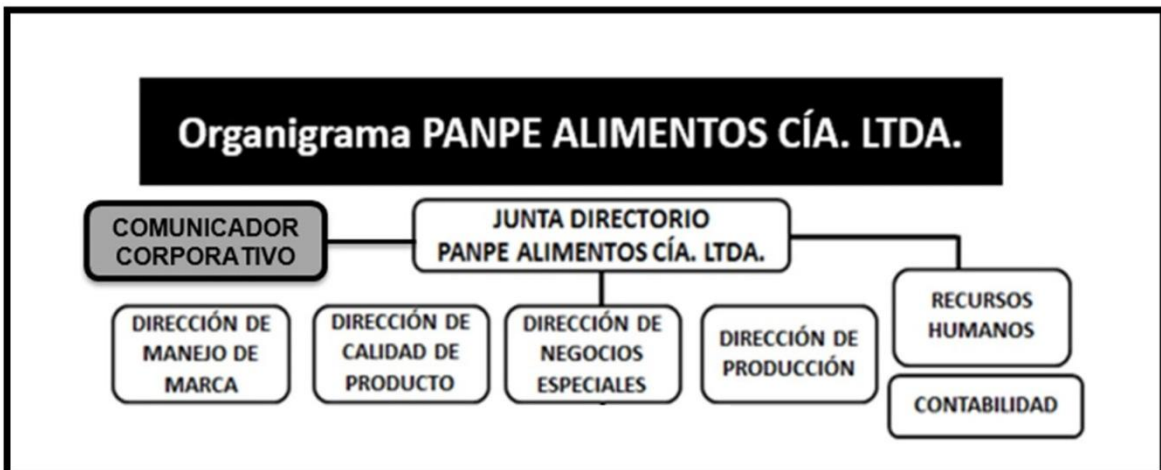 Organigrama PANPE ALIMENTOS CÍA. LTDA.
COMUNICADOR
CORPORATIVO
JUNTA DIRECTORIO
PANPE ALIMENTOS CÍA. LTDA.
DIRECCIÓN DE
MANEJO DE
MARCA
DIRECCIÓN DE
CALIDAD DE
PRODUCTO
DIRECCIÓN DE
NEGOCIOS
ESPECIALES
DIRECCIÓN DE
PRODUCCIÓN
RECURSOS
HUMANOS
CONTABILIDAD